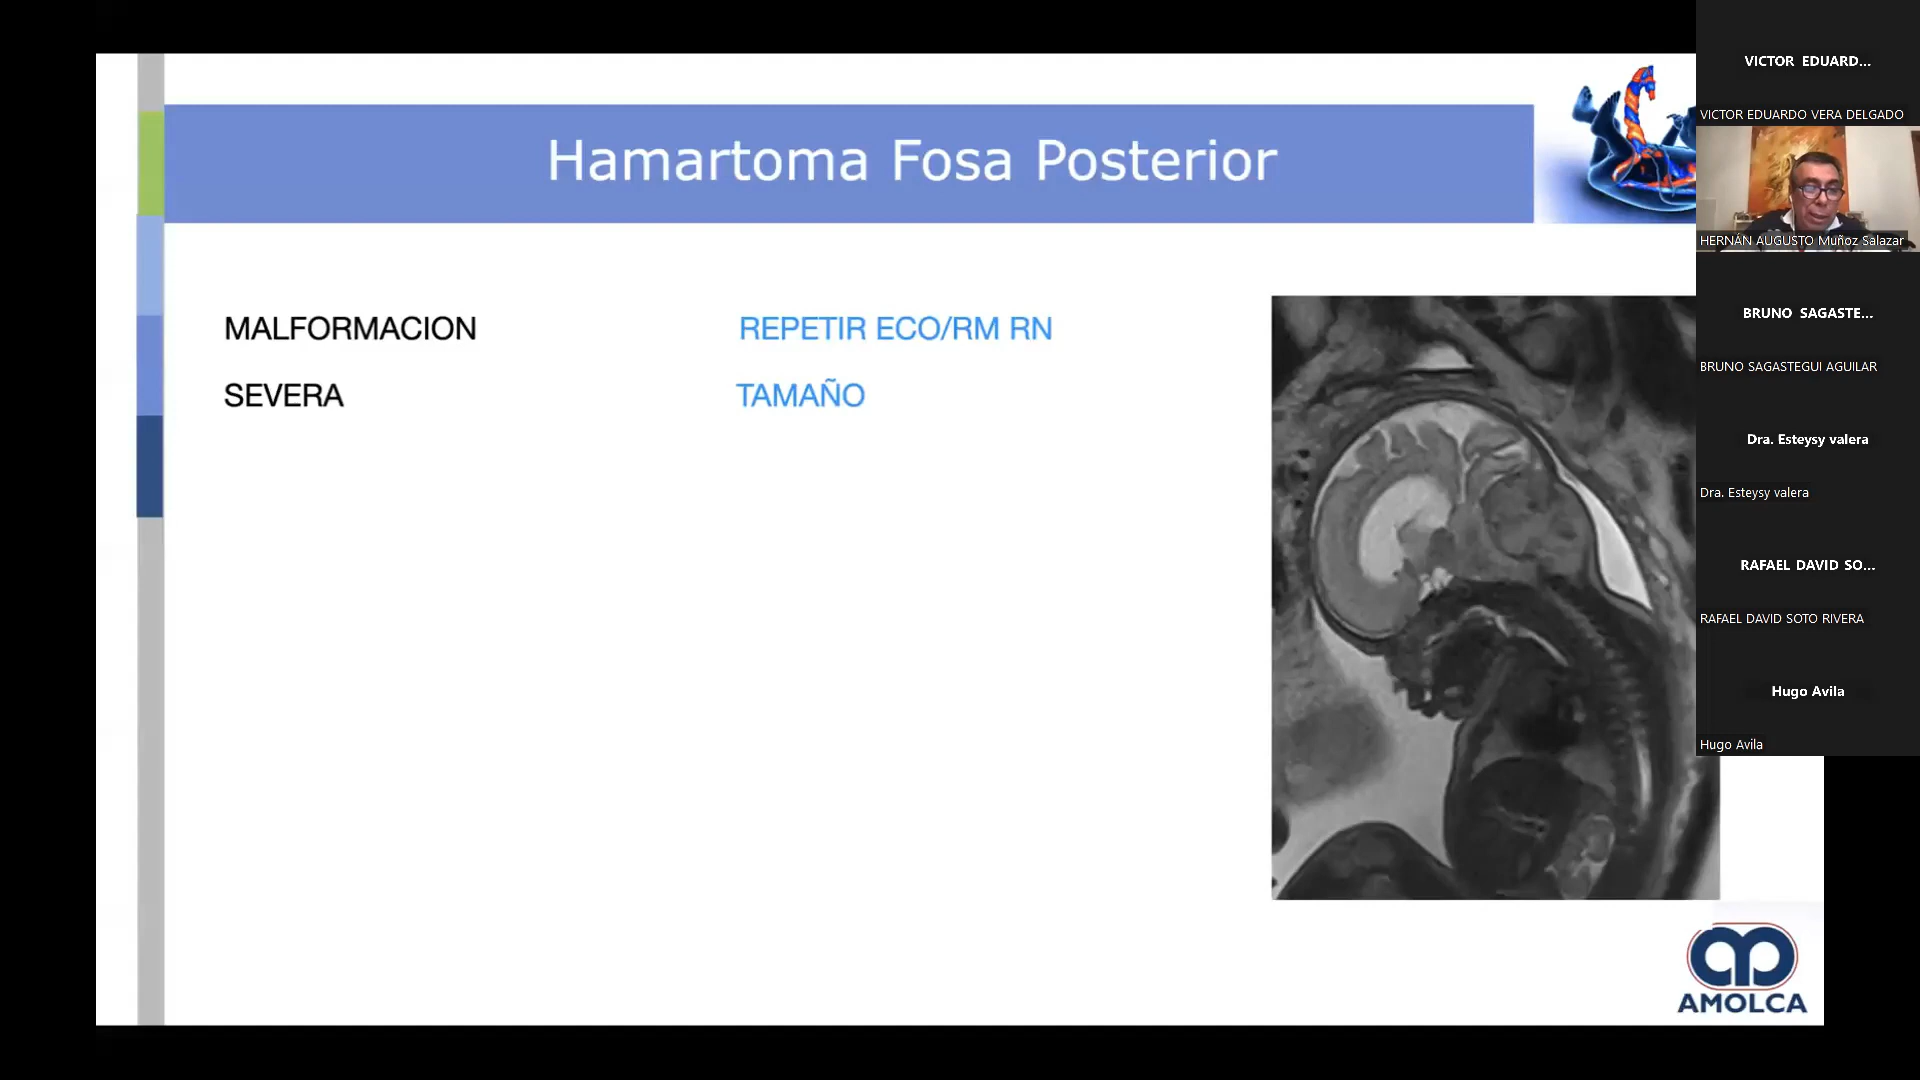 Hamartoma Fosa Posterior
MALFORMACION
SEVERA
REPETIR ECO/RM RN
TAMAÑO
AMOLCA
VICTOR EDUARD...
VICTOR EDUARDO VERA DELGADO
HERNÁN AUGUSTO Muñoz Salazar
BRUNO SAGASTE...
BRUNO SAGASTEGUI AGUILAR
Dra. Esteysy valera
Dra. Esteysy valera
RAFAEL DAVID SO...
RAFAEL DAVID SOTO RIVERA
Hugo Avila
Hugo Avila